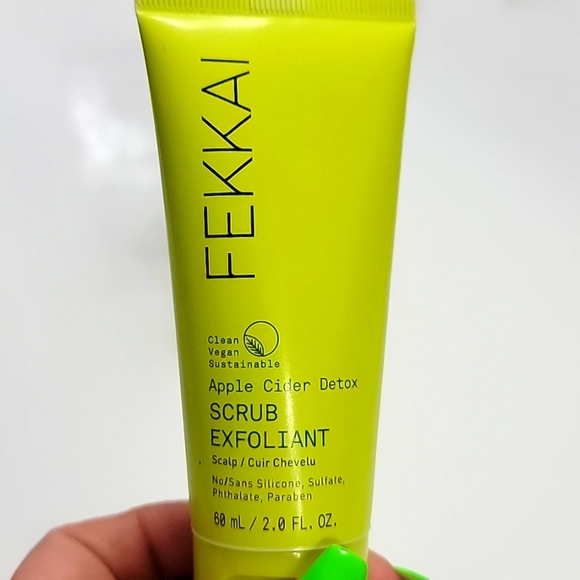 FEKKAI
Clean
Vegan
Sustainable
Apple Cider Detox
SCRUB
EXFOLIANT
Scalp / Cuir Chevelu
No/Sans Silicone, Sulfate,
Phthalate, Paraben
60 mL / 2.0 FL. OZ.